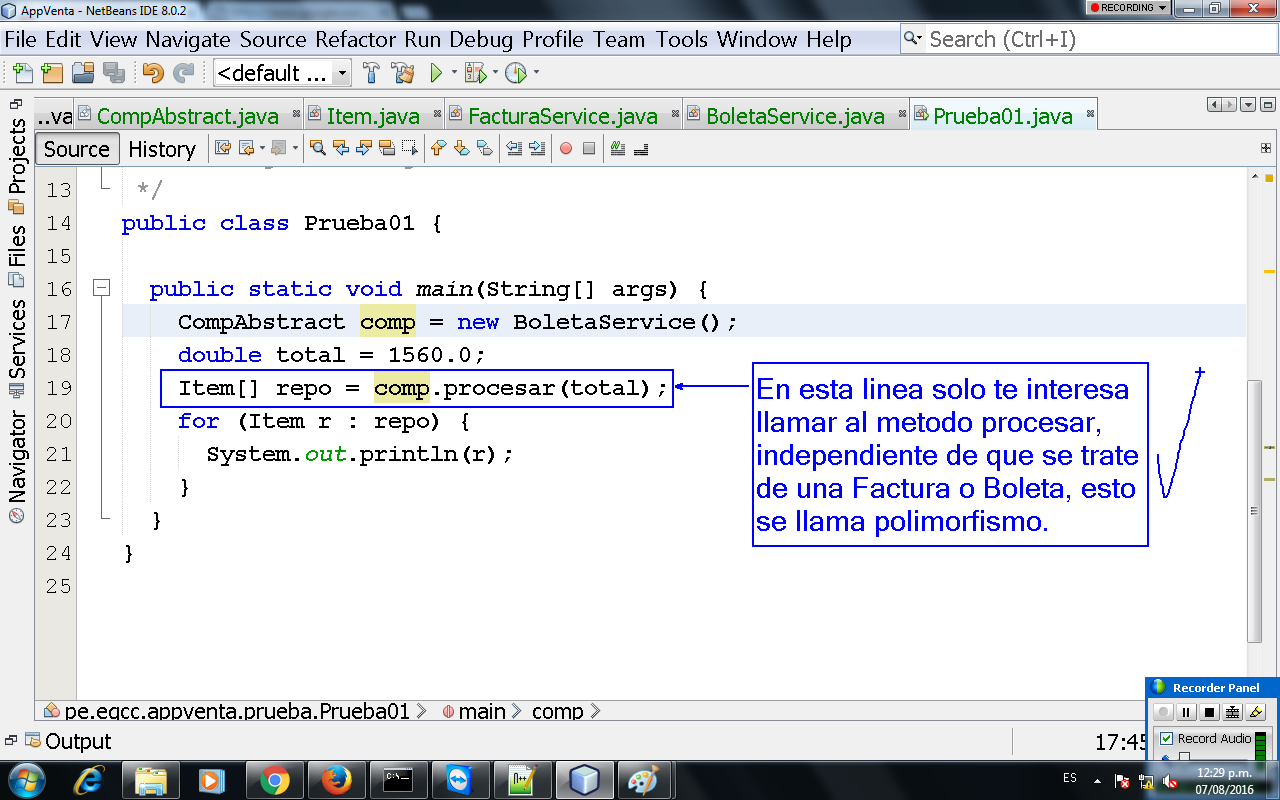 AppVenta - NetBeans IDE 8.0.2
RECORDING
File Edit View Navigate Source Refactor Run Debug Profile Team Tools Window Help
Search (Ctrl+I)
<default ...
..va CompAbstract.java Item.java FacturaService.java BoletaService.java Prueba01.java
Source History
Projects
Files
Services
Navigator
13 */
14 public class Prueba01 {
15
16 public static void main(String[] args) {
17 CompAbstract comp = new BoletaService();
18 double total = 1560.0;
19 Item[] repo = comp.procesar(total);
20 for (Item r : repo) {
21 System.out.println(r);
22 }
23 }
24 }
25
En esta linea solo te interesa
llamar al metodo procesar,
independiente de que se trate
de una Factura o Boleta, esto
se llama polimorfismo.
pe.egcc.appventa.prueba.Prueba01 main comp
Output
17:45
Recorder Panel
Record Audio
ES
12:29 p.m.
07/08/2016